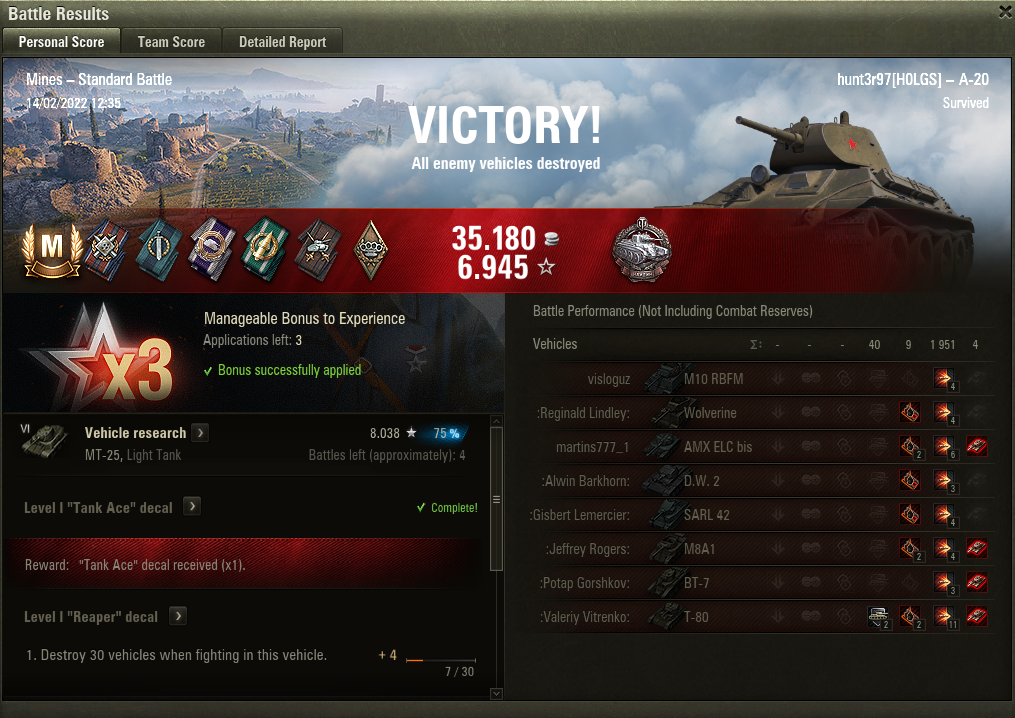 Battle Results
Personal Score Team Score Detailed Report
Mines – Standard Battle
14/02/2022 12:35
hunt3r97[H0LGS] – A-20
Survived
VICTORY!
All enemy vehicles destroyed
M
35.180
6.945
x3
Manageable Bonus to Experience
Applications left: 3
Bonus successfully applied
VI
Vehicle research 8.038 75 %
MT-25, Light Tank Battles left (approximately): 4
Level I "Tank Ace" decal Complete!
Reward: "Tank Ace" decal received (x1).
Level I "Reaper" decal
1. Destroy 30 vehicles when fighting in this vehicle. + 4
7 / 30
Battle Performance (Not Including Combat Reserves)
Vehicles Σ: - - - 40 9 1 951 4
visloguz M10 RBFM 4
:Reginald Lindley: Wolverine 4
martins777_1 AMX ELC bis 2 6
:Alwin Barkhorn: D.W. 2 3
:Gisbert Lemercier: SARL 42 4
:Jeffrey Rogers: M8A1 2 4
:Potap Gorshkov: BT-7 3
:Valeriy Vitrenko: T-80 2 2 11